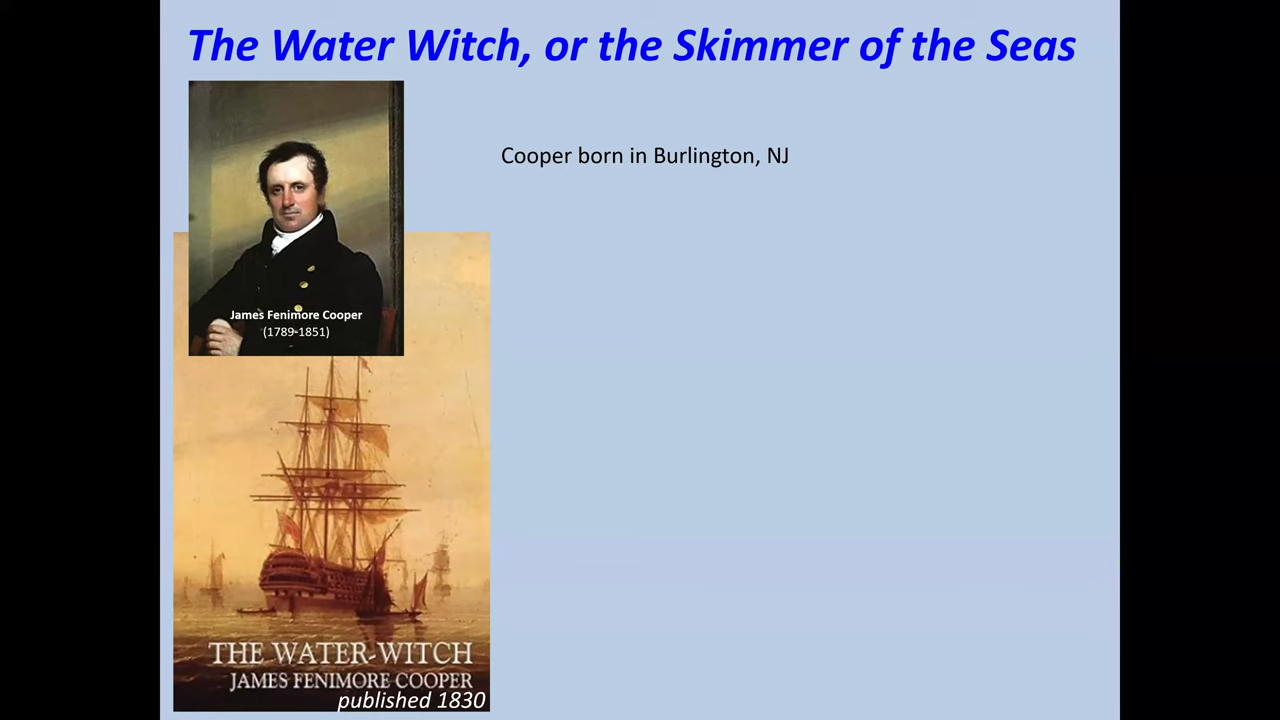 The Water Witch, or the Skimmer of the Seas
Cooper born in Burlington, NJ
James Fenimore Cooper
(1789-1851)
THE WATER-WITCH
JAMES FENIMORE COOPER
published 1830